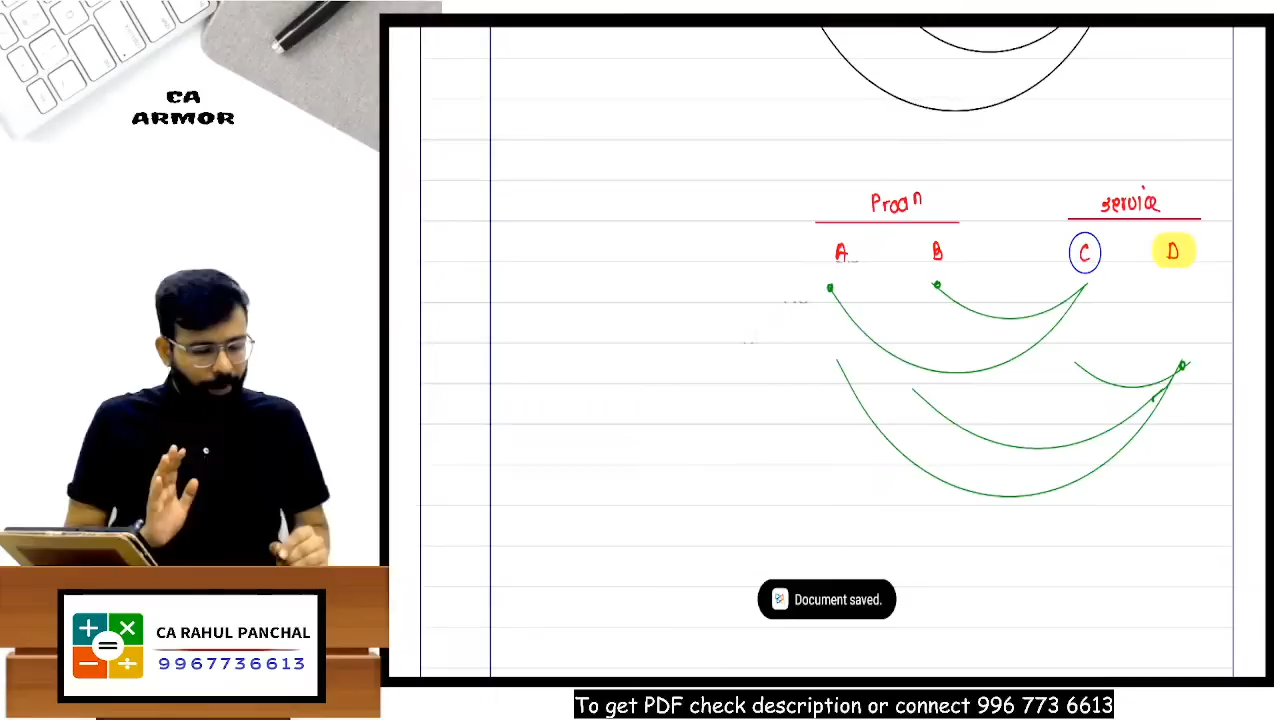 CA
ARMOR
Prodn service
A B C D
Document saved.
CA RAHUL PANCHAL
9967736613
To get PDF check description or connect 996 773 6613